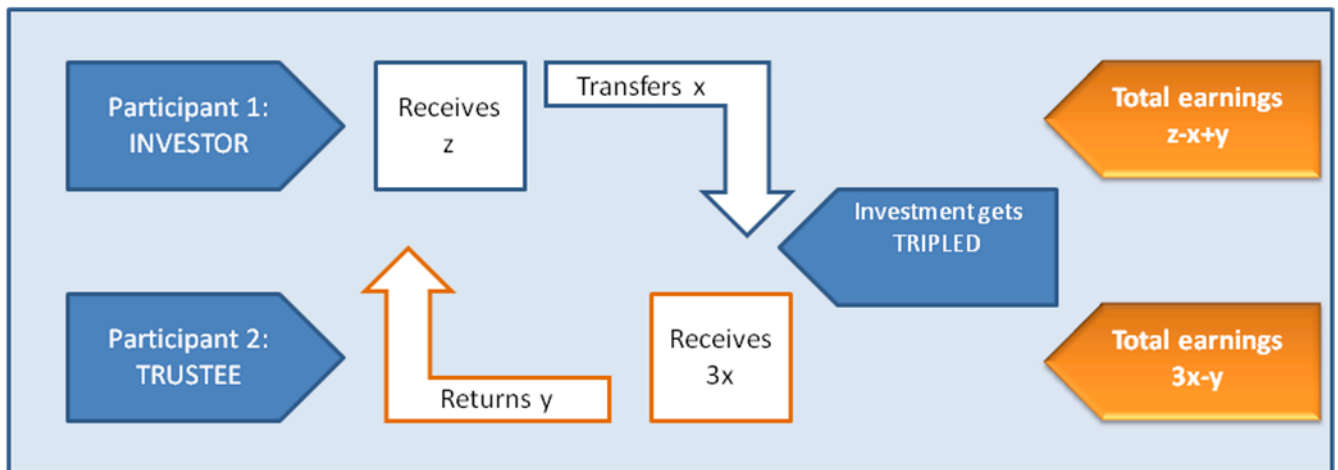 Participant 1:
INVESTOR
Receives
z
Transfers x
Total earnings
z-x+y
Investment gets
TRIPLED
Participant 2:
TRUSTEE
Returns y
Receives
3x
Total earnings
3x-y